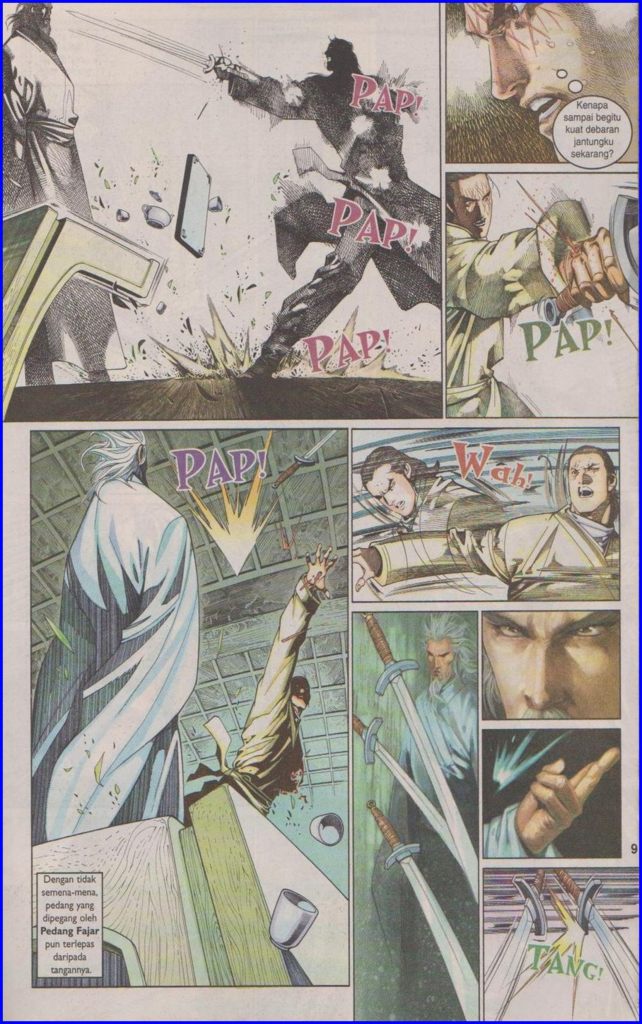 PAP!
PAP!
PAP!
Kenapa
sampai begitu
kuat debaran
jantungku
sekarang?
PAP!
PAP!
Dengan tidak
semena-mena,
pedang yang
dipegang oleh
Pedang Fajar
pun terlepas
daripada
tangannya.
Wah!
9
TANG!